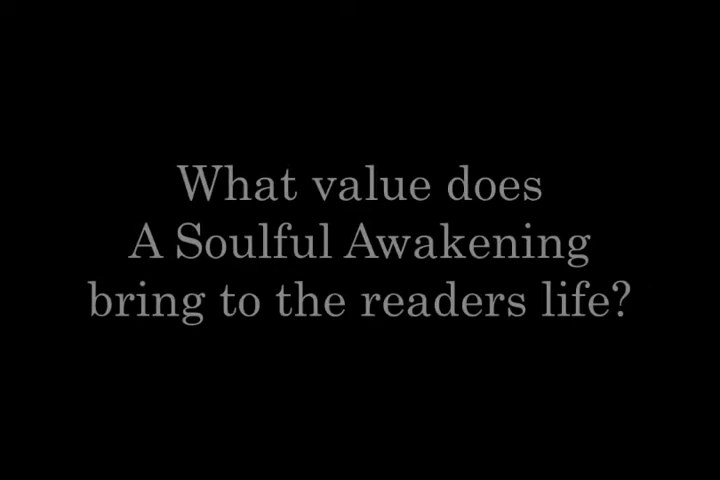 What value does
A Soulful Awakening
bring to the readers life?